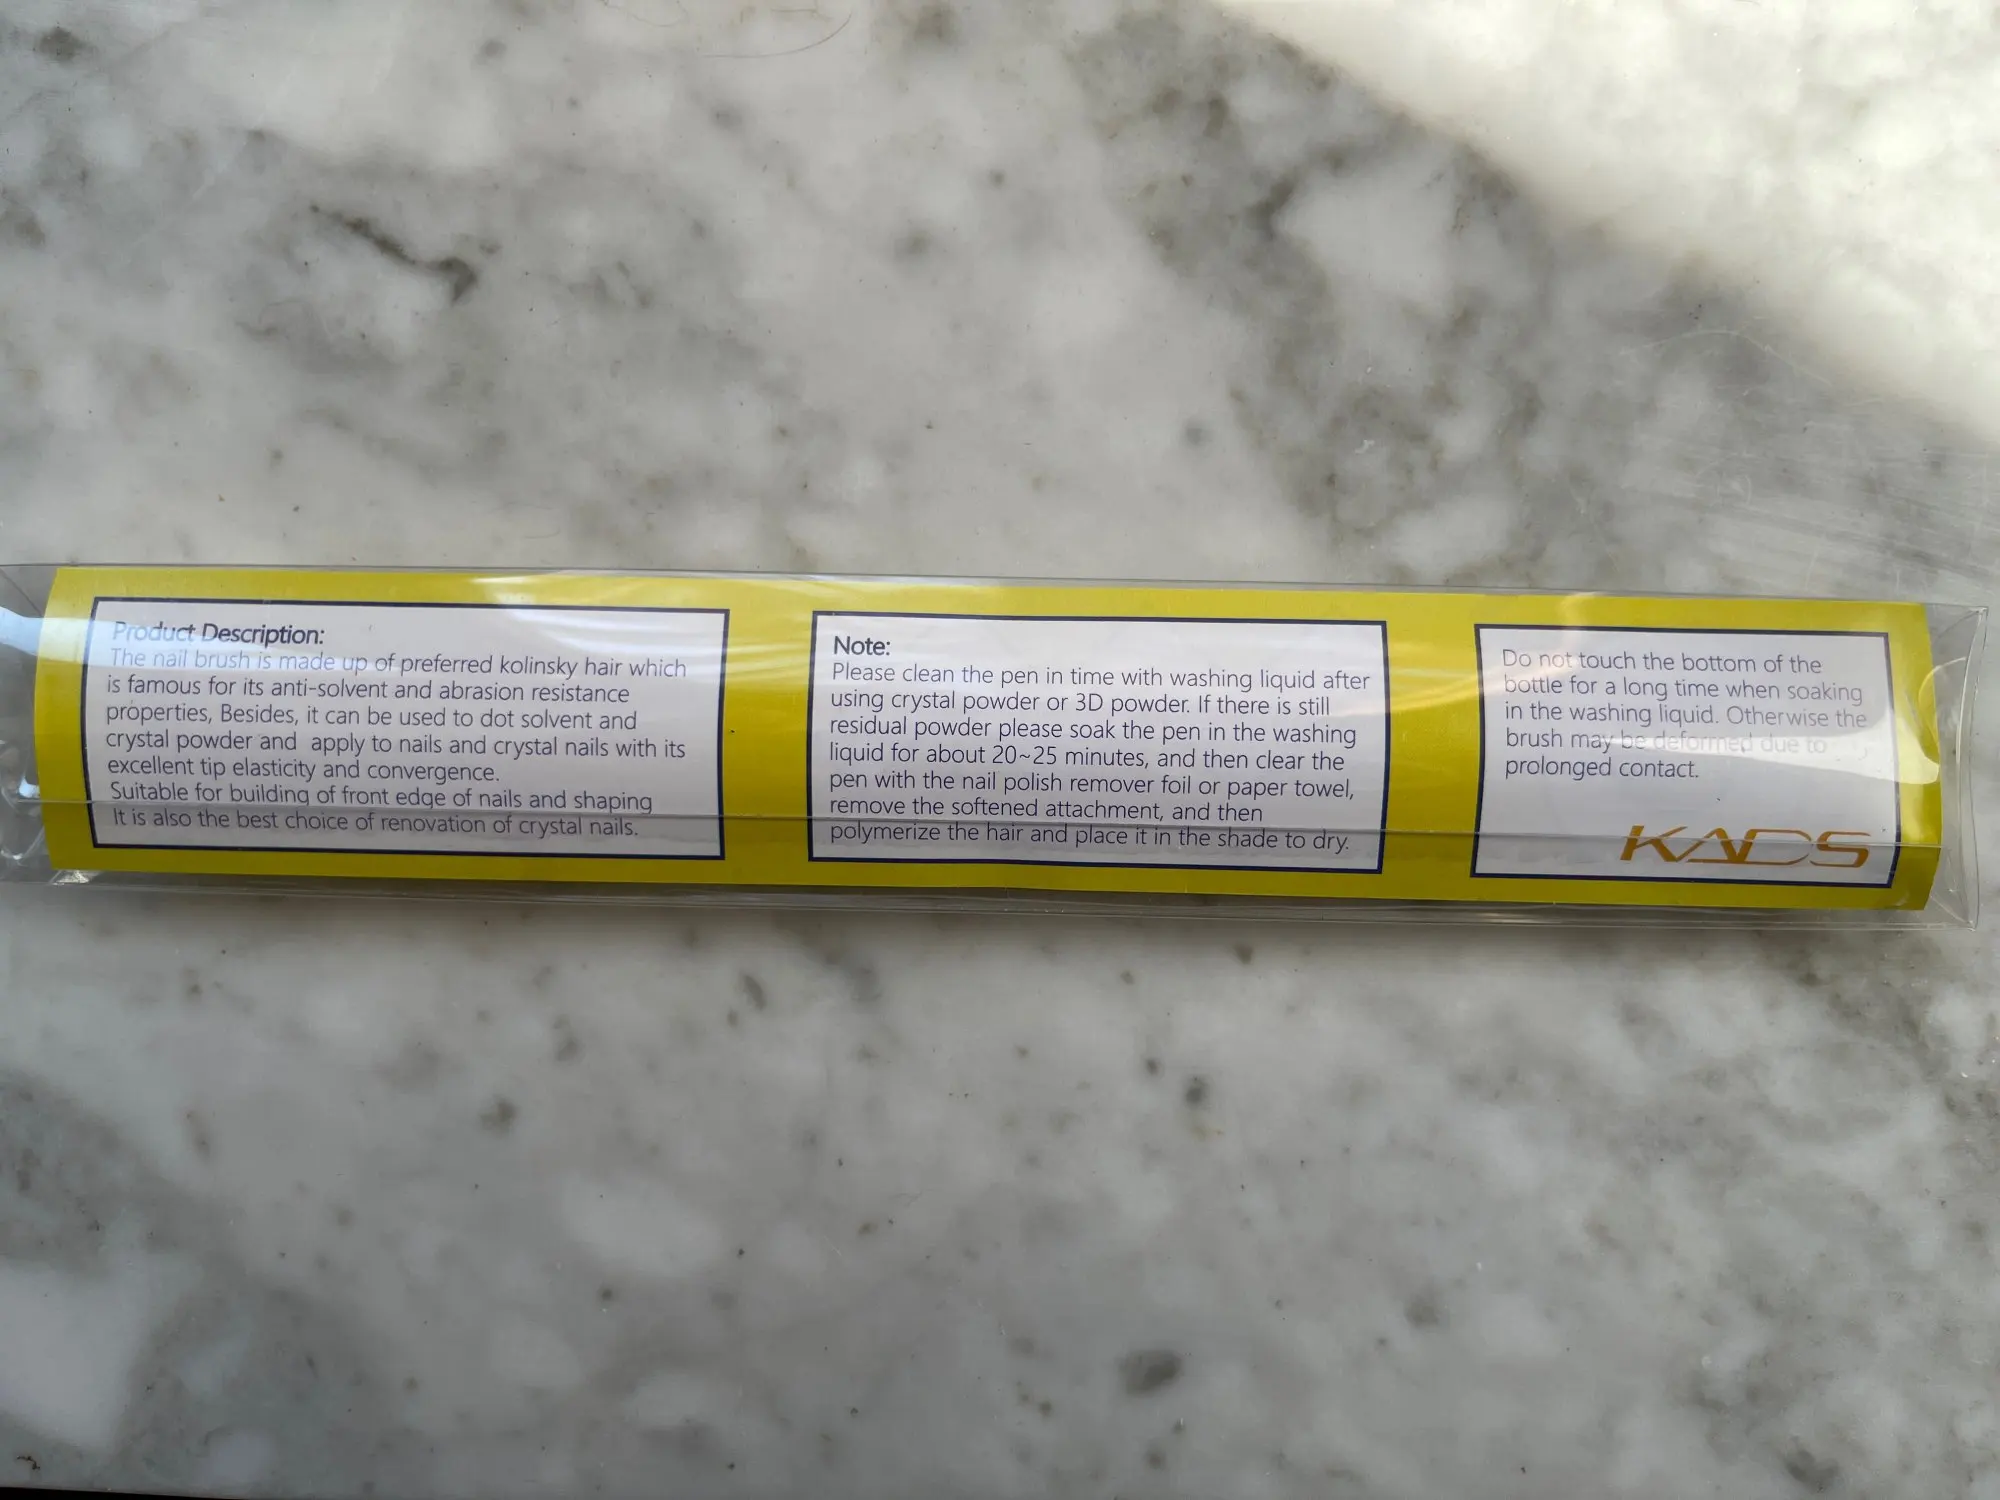 Product Description:
The nail brush is made up of preferred kolinsky hair which
is famous for its anti-solvent and abrasion resistance
properties, Besides, it can be used to dot solvent and
crystal powder and apply to nails and crystal nails with its
excellent tip elasticity and convergence.
Suitable for building of front edge of nails and shaping
It is also the best choice of renovation of crystal nails.
Note:
Please clean the pen in time with washing liquid after
using crystal powder or 3D powder. If there is still
residual powder please soak the pen in the washing
liquid for about 20~25 minutes, and then clear the
pen with the nail polish remover foil or paper towel,
remove the softened attachment, and then
polymerize the hair and place it in the shade to dry.
Do not touch the bottom of the
bottle for a long time when soaking
in the washing liquid. Otherwise the
brush may be deformed due to
prolonged contact.
KADS